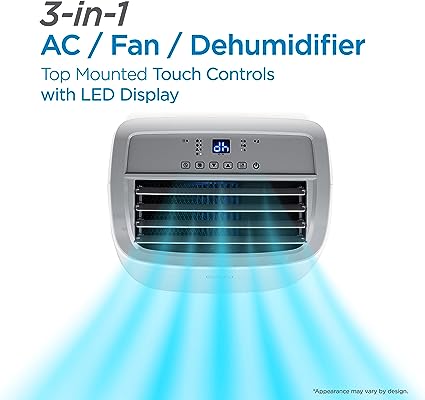 3-in-1
AC / Fan / Dehumidifier
Top Mounted Touch Controls
with LED Display
dh
*Appearance may vary by design.